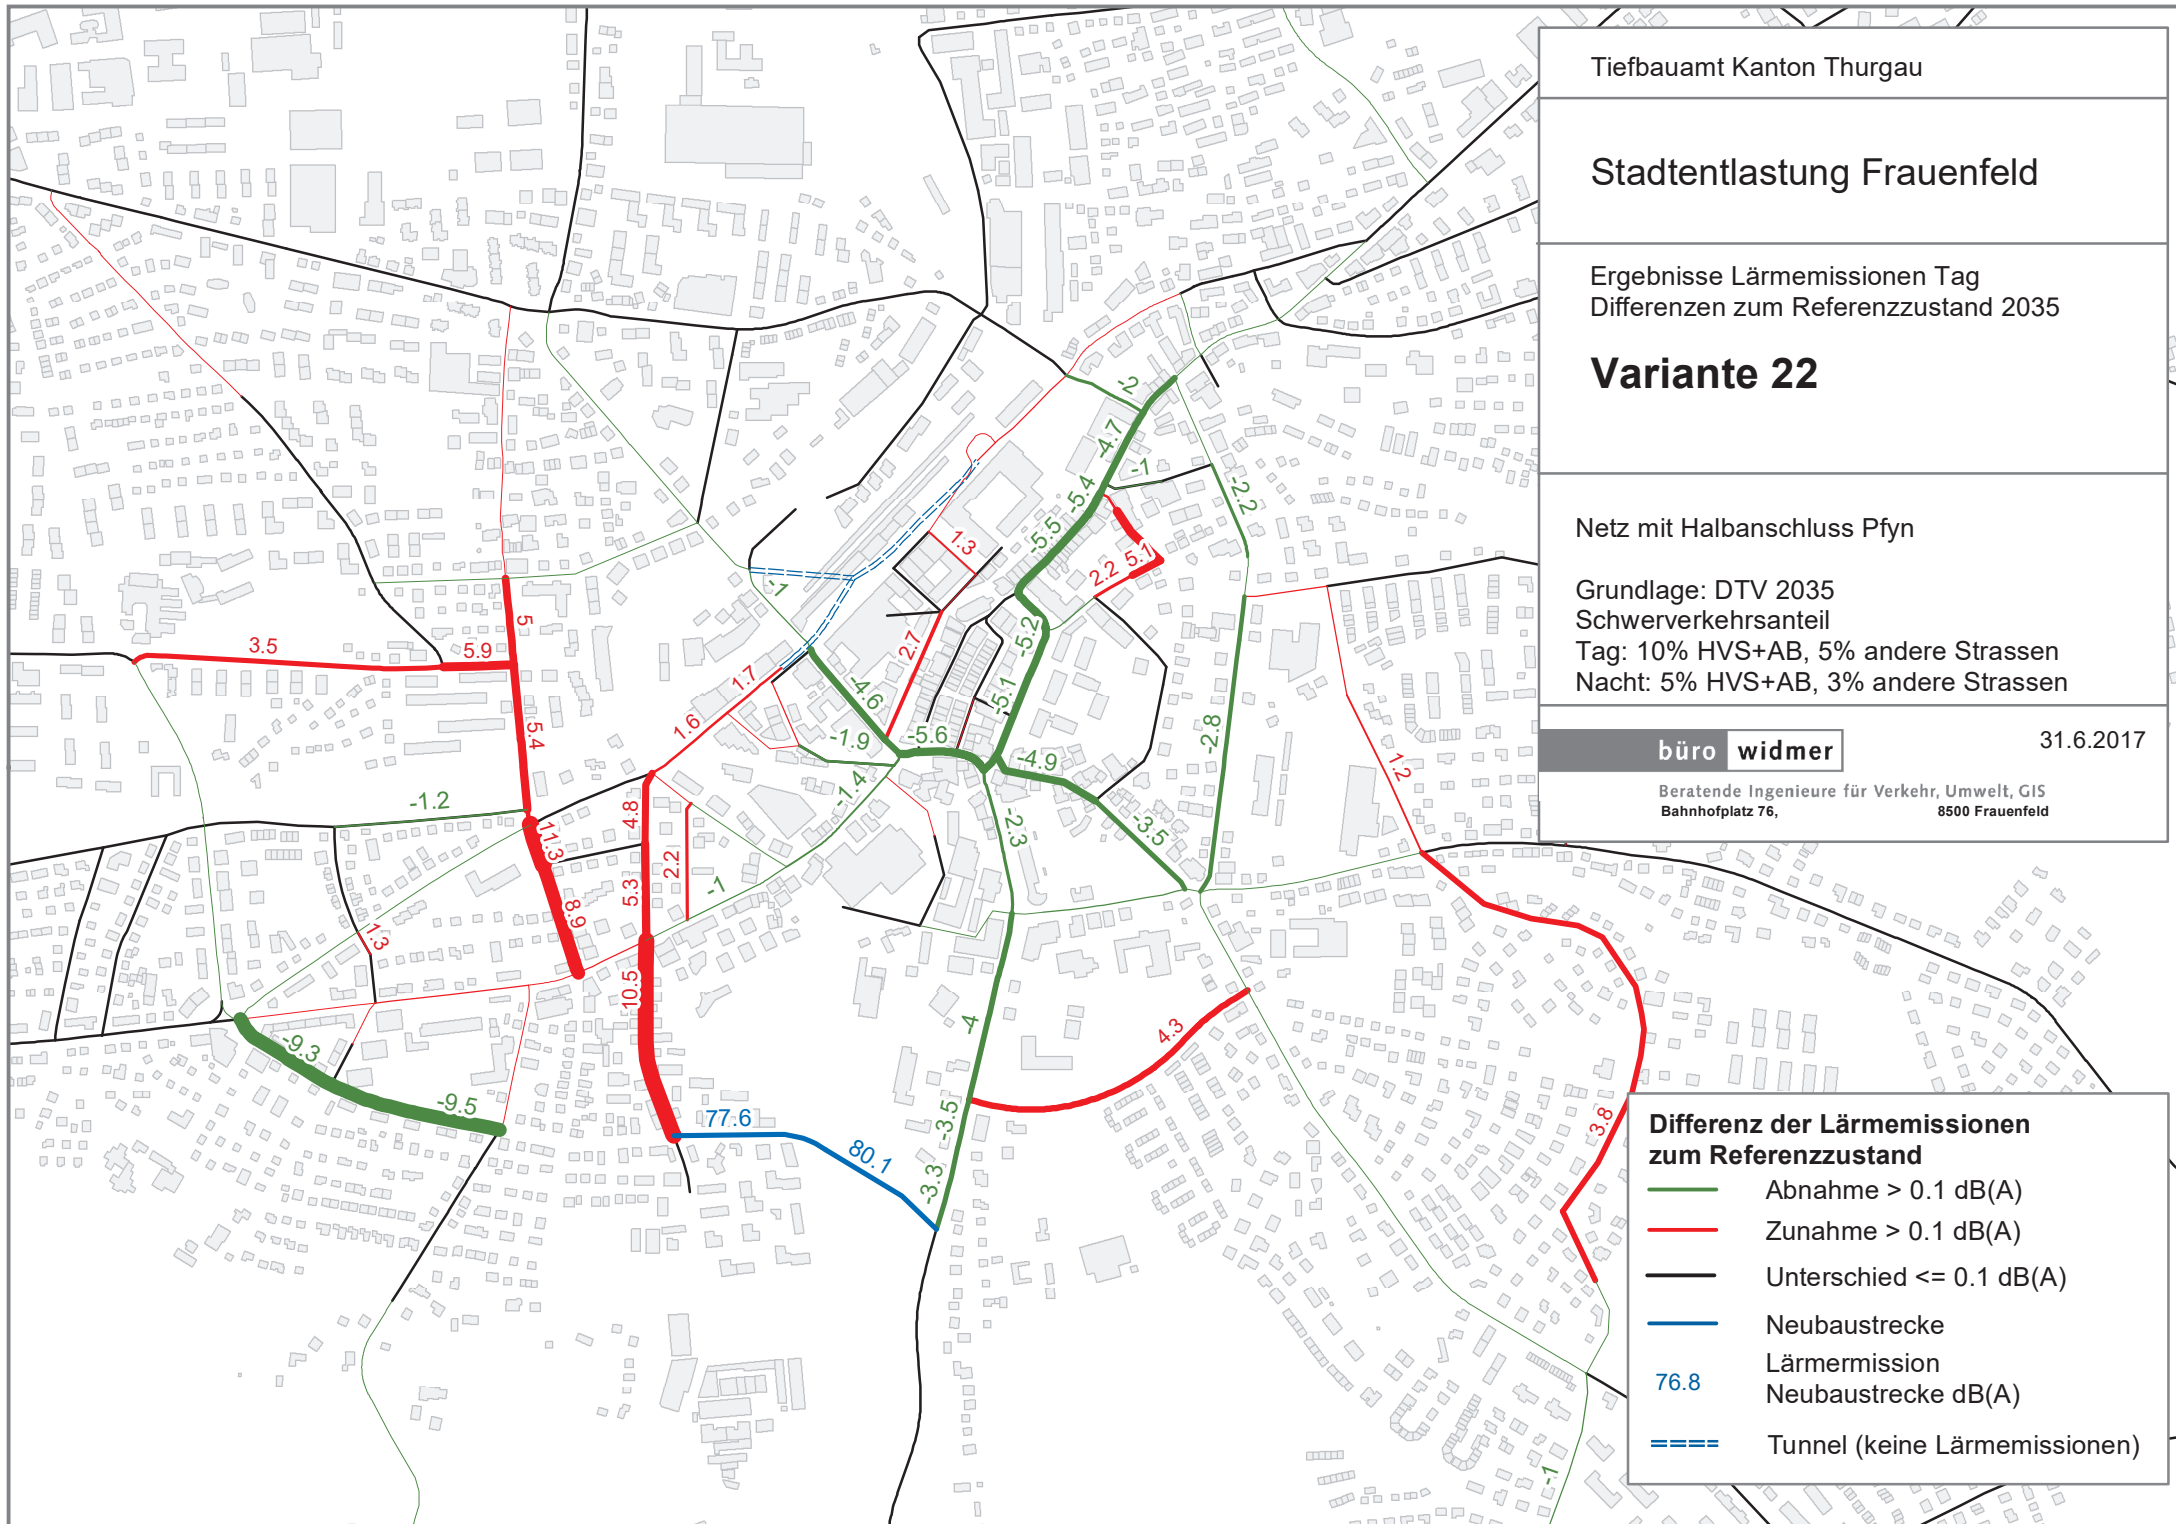 Tiefbauamt Kanton Thurgau
Stadtentlastung Frauenfeld
Ergebnisse Lärmemissionen Tag
Differenzen zum Referenzzustand 2035
Variante 22
Netz mit Halbanschluss Pfyn
Grundlage: DTV 2035
Schwerverkehrsanteil
Tag: 10% HVS+AB, 5% andere Strassen
Nacht: 5% HVS+AB, 3% andere Strassen
büro widmer
31.6.2017
Beratende Ingenieure für Verkehr, Umwelt, GIS
Bahnhofplatz 76, 8500 Frauenfeld
-2
-4.7
-1
-5.4
-2.2
-5.5
1.3
5.1
2.2
-1
5
3.5
5.9
2.7
-5.2
1.7
-4.6
-5.1
1.6
-1.9
-5.6
-2.8
5.4
-4.9
1.2
-1.4
-1.2
4.8
-2.3
-3.5
11.3
2.2
5.3
-1
8.9
1.3
10.5
-4
4.3
-9.3
-9.5
77.6
-3.5
3.8
80.1
-3.3
-1
Differenz der Lärmemissionen
zum Referenzzustand
Abnahme > 0.1 dB(A)
Zunahme > 0.1 dB(A)
Unterschied <= 0.1 dB(A)
Neubaustrecke
Lärmermission
76.8 Neubaustrecke dB(A)
Tunnel (keine Lärmemissionen)